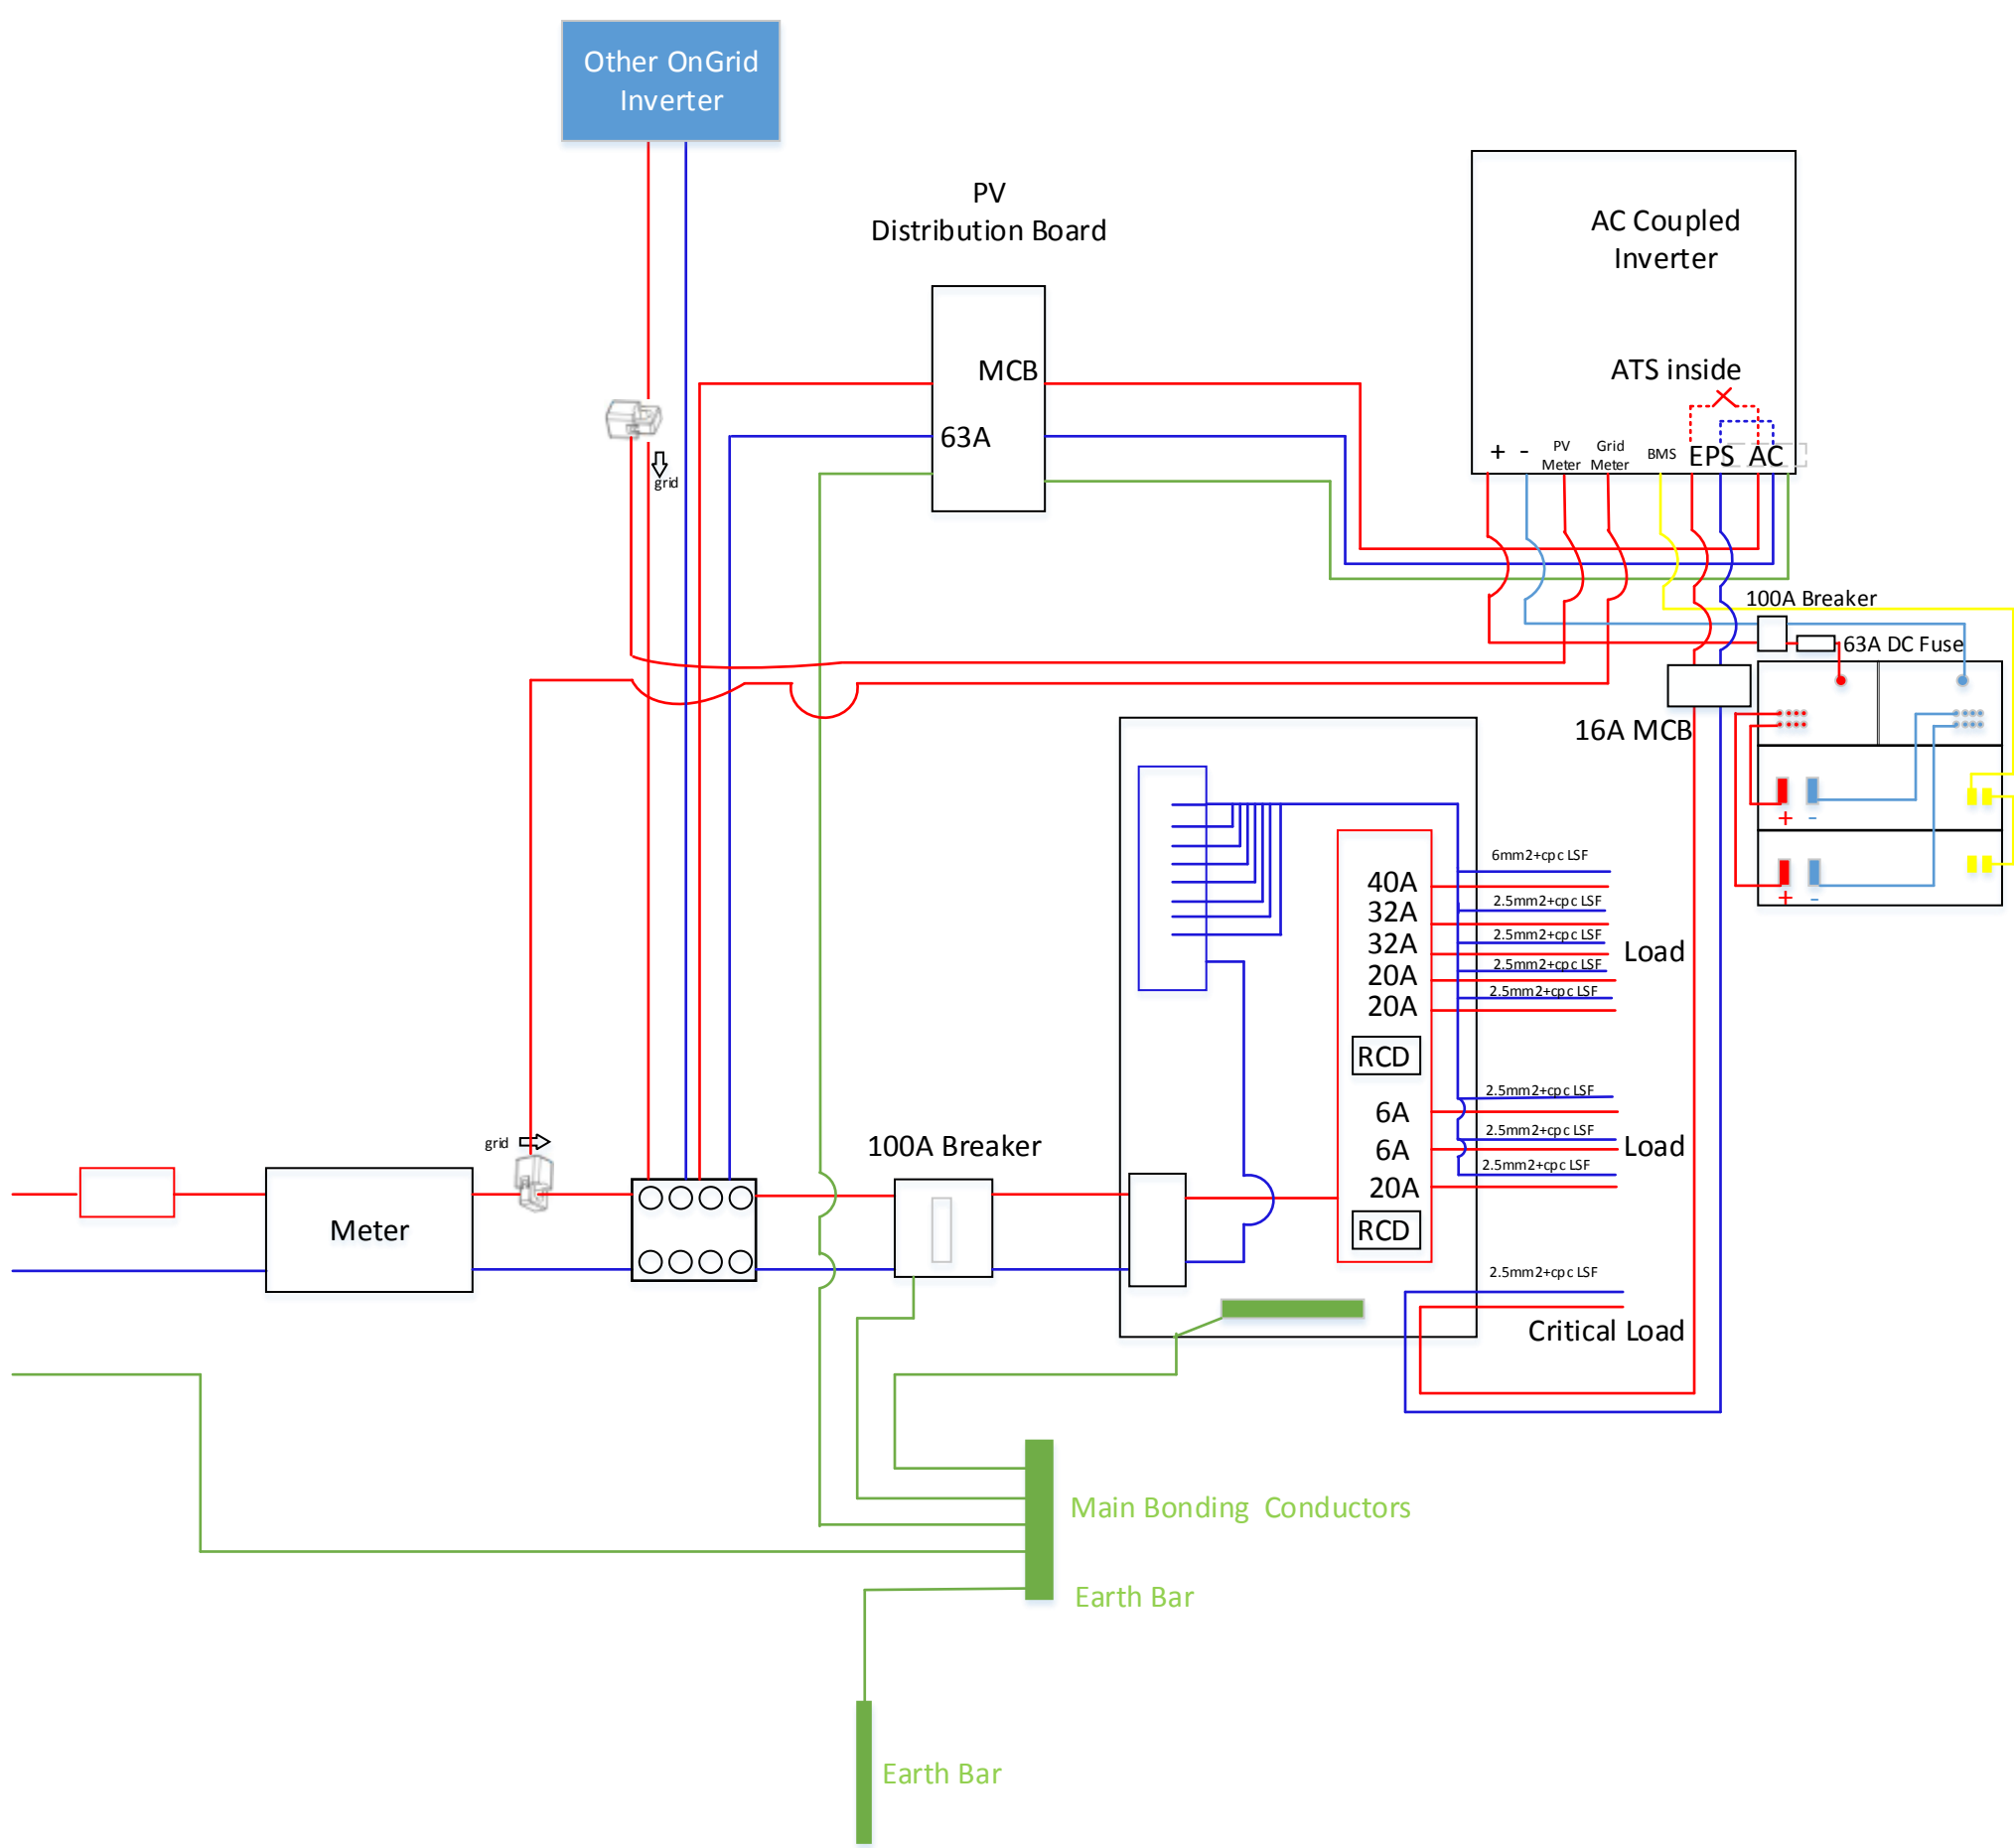 Other OnGrid
Inverter
PV
Distribution Board
MCB
63A
AC Coupled
Inverter
ATS inside
+
-
PV
Meter
Grid
Meter
BMS
EPS
AC
grid
100A Breaker
63A DC Fuse
16A MCB
+
-
+
-
40A
32A
32A
20A
20A
RCD
6A
6A
20A
RCD
6mm2+cpc LSF
2.5mm2+cpc LSF
2.5mm2+cpc LSF
2.5mm2+cpc LSF
2.5mm2+cpc LSF
Load
2.5mm2+cpc LSF
2.5mm2+cpc LSF
2.5mm2+cpc LSF
Load
2.5mm2+cpc LSF
Critical Load
grid
Meter
100A Breaker
Main Bonding Conductors
Earth Bar
Earth Bar